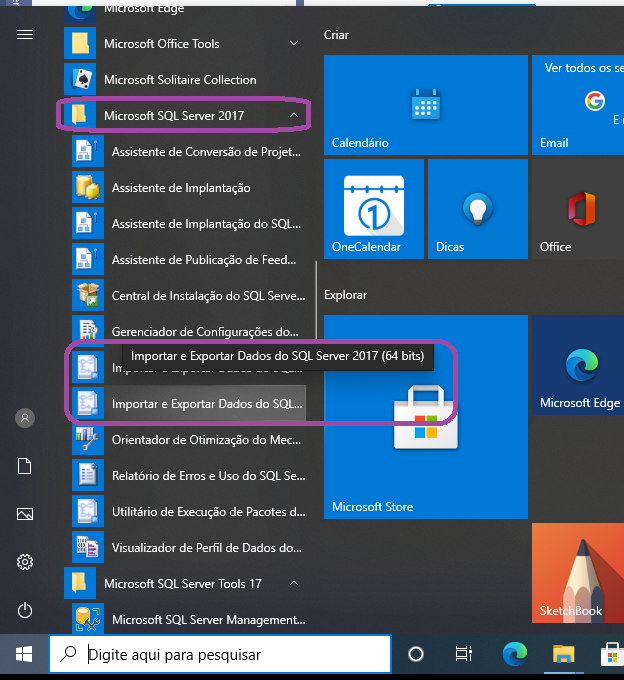 Microsoft Edge
Microsoft Office Tools
Microsoft Solitaire Collection
Microsoft SQL Server 2017
Assistente de Conversão de Projet...
Assistente de Implantação
Assistente de Implantação do SQL...
Assistente de Publicação de Feed...
Central de Instalação do SQL Serve...
Gerenciador de Configurações do...
Importar e Exportar Dados do SQL Server 2017 (64 bits)
Importar e Exportar Dados do SQL...
Importar e Exportar Dados do SQL...
Orientador de Otimização do Mec...
Relatório de Erros e Uso do SQL Se...
Utilitário de Execução de Pacotes d...
Visualizador de Perfil de Dados do...
Microsoft SQL Server Tools 17
Microsoft SQL Server Management...
Criar
Calendário
Ver todos os se
E r
Email
OneCalendar
Dicas
Office
Explorar
Microsoft Store
Microsoft Edge
SketchBook
Digite aqui para pesquisar